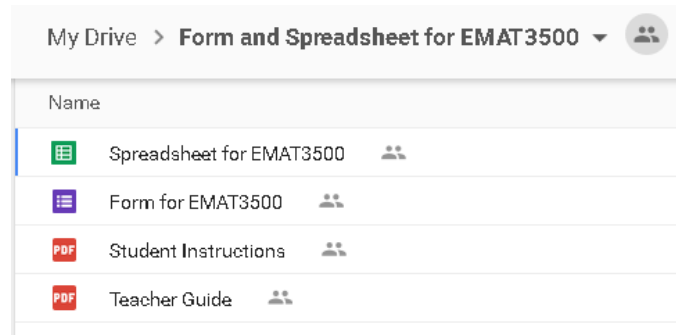 My Drive > Form and Spreadsheet for EMAT3500
Name
Spreadsheet for EMAT3500
Form for EMAT3500
PDF Student Instructions
PDF Teacher Guide